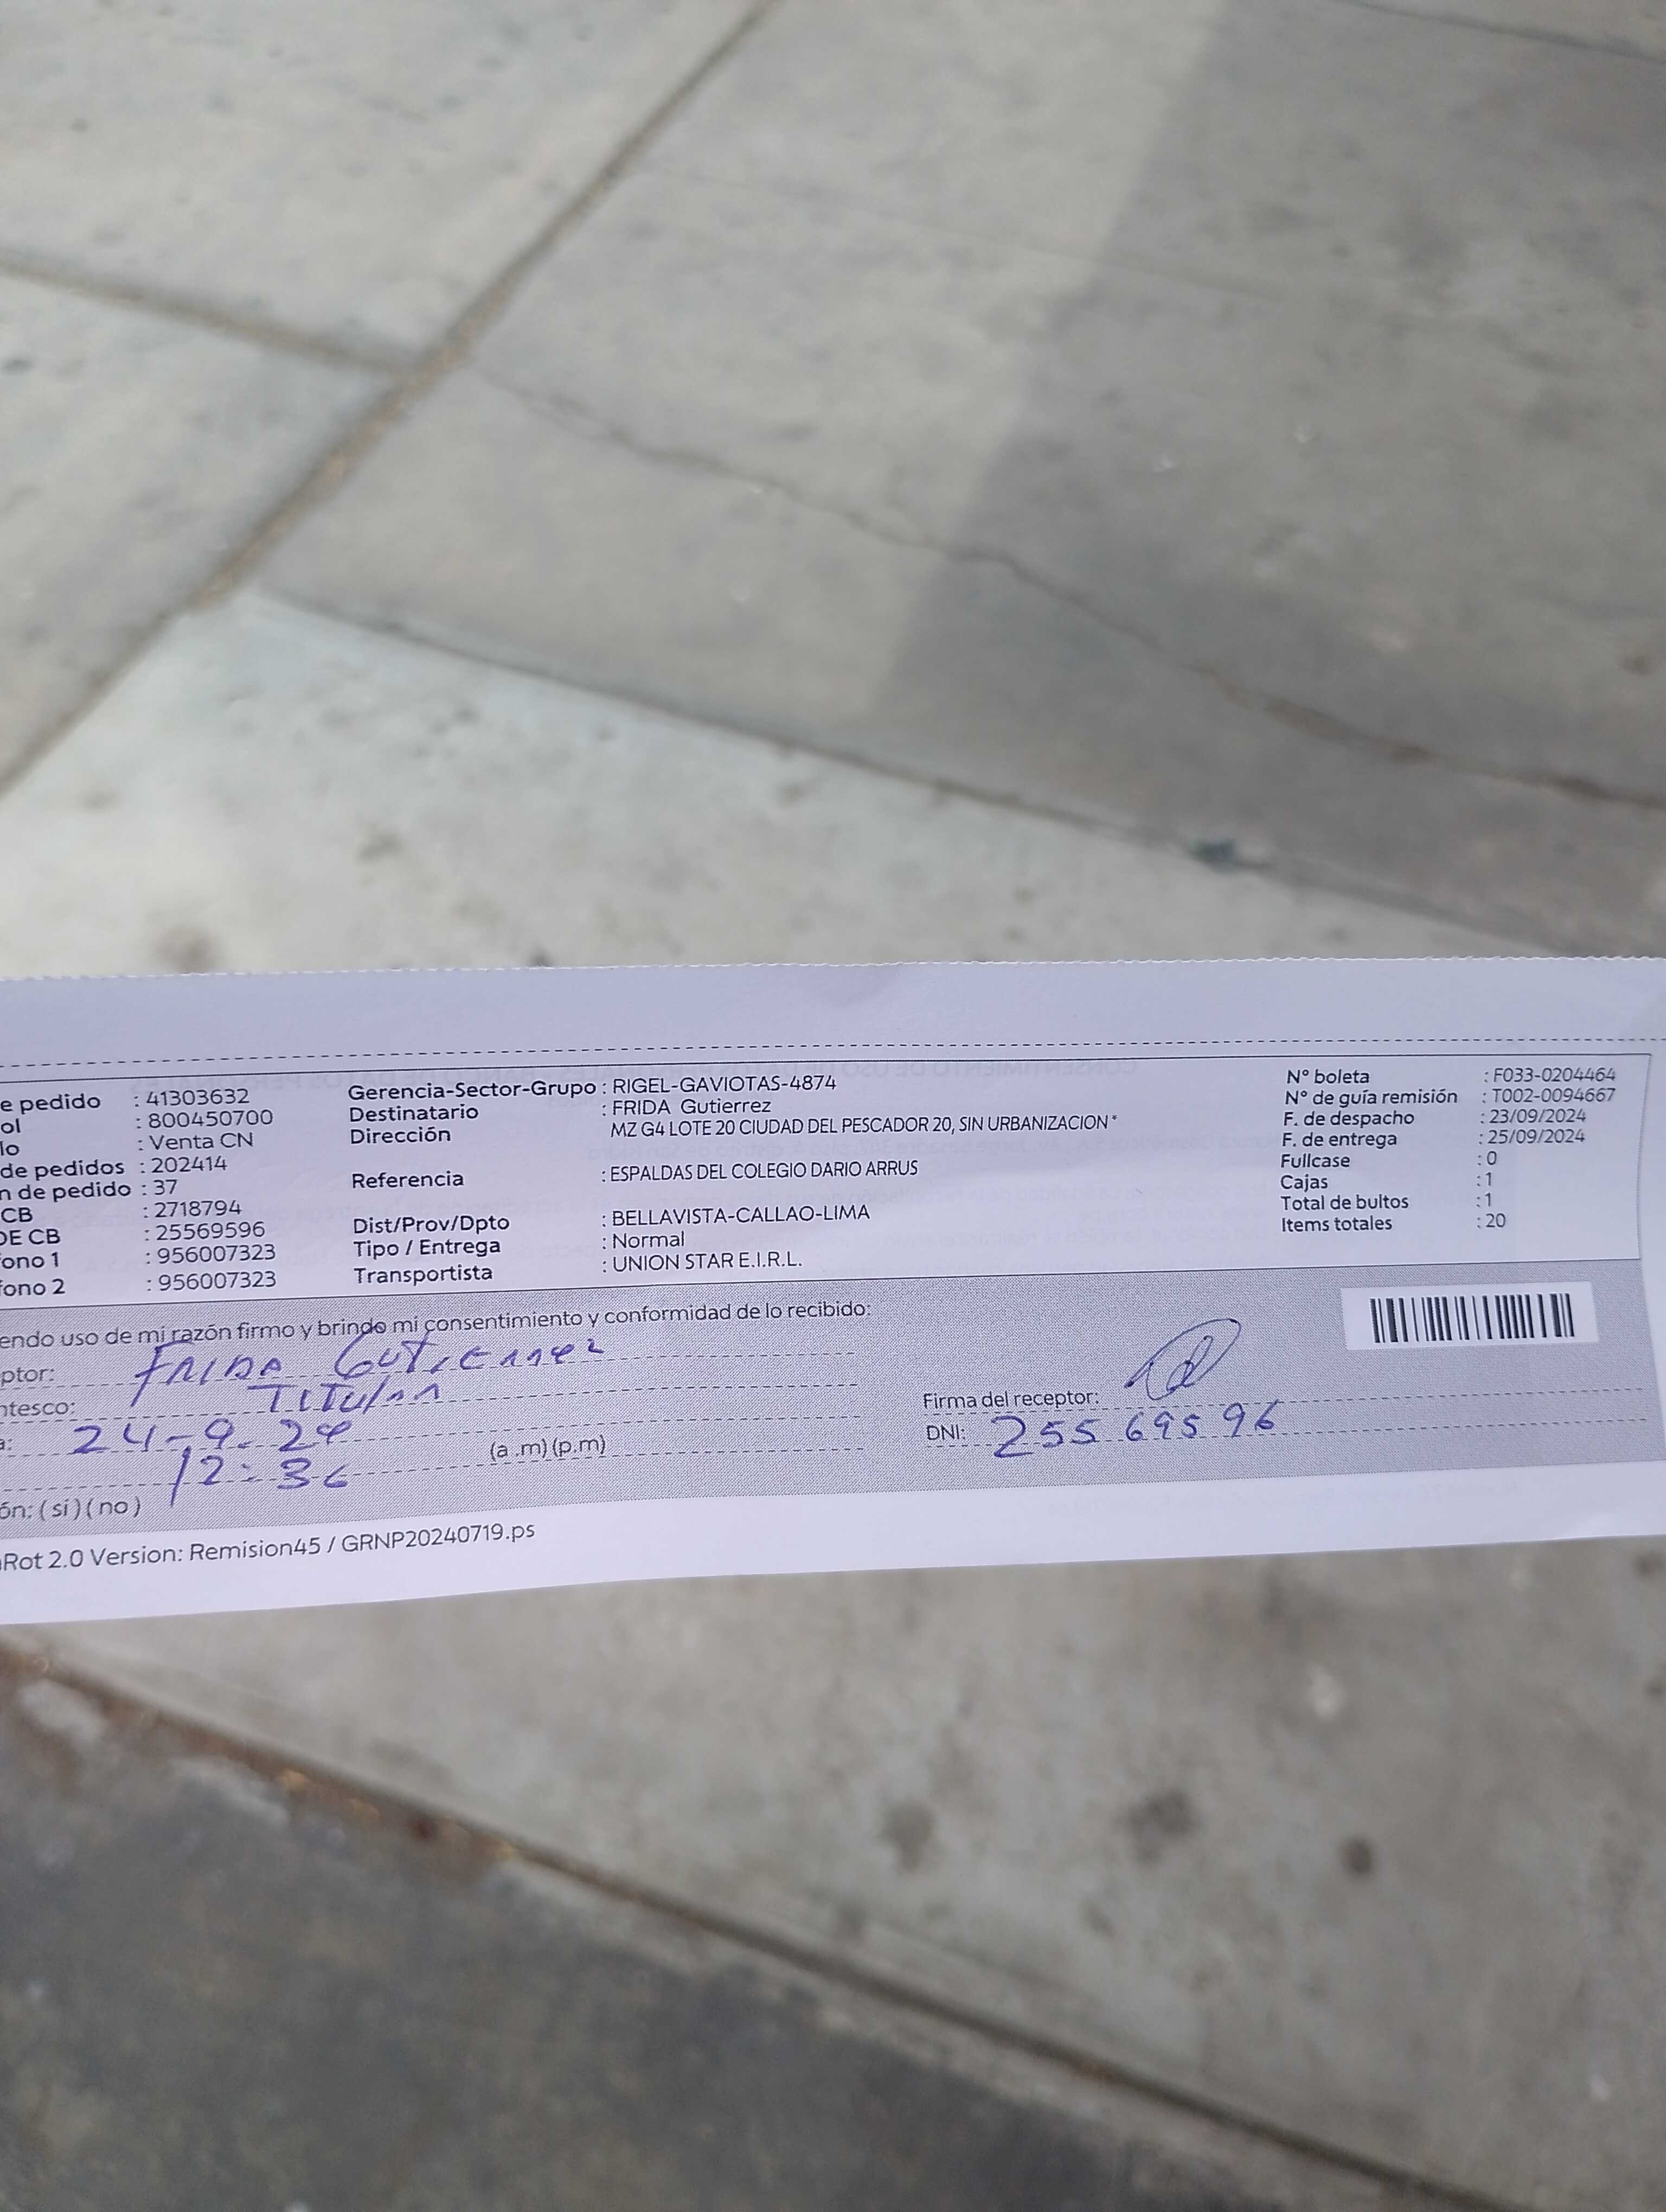 e pedido : 41303632
ol : 800450700
lo : Venta CN
de pedidos : 202414
n de pedido : 37
CB : 2718794
DE CB : 25569596
fono 1 : 956007323
fono 2 : 956007323
Gerencia-Sector-Grupo : RIGEL-GAVIOTAS-4874
Destinatario : FRIDA Gutierrez
Dirección MZ G4 LOTE 20 CIUDAD DEL PESCADOR 20, SIN URBANIZACION *
Referencia : ESPALDAS DEL COLEGIO DARIO ARRUS
Dist/Prov/Dpto : BELLAVISTA-CALLAO-LIMA
Tipo / Entrega : Normal
Transportista : UNION STAR E.I.R.L.
N° boleta : F033-0204464
N° de guía remisión : T002-0094667
F. de despacho : 23/09/2024
F. de entrega : 25/09/2024
Fullcase : 0
Cajas : 1
Total de bultos : 1
Items totales : 20
endo uso de mi razón firmo y brindo mi consentimiento y conformidad de lo recibido:
ptor: FRIDA Gutierrez
ntesco: TITULAR
a: 24-9-24
12:36 (a .m) (p.m)
ón: ( si ) ( no )
Firma del receptor:
DNI: 25569596
Rot 2.0 Version: Remision45 / GRNP20240719.ps